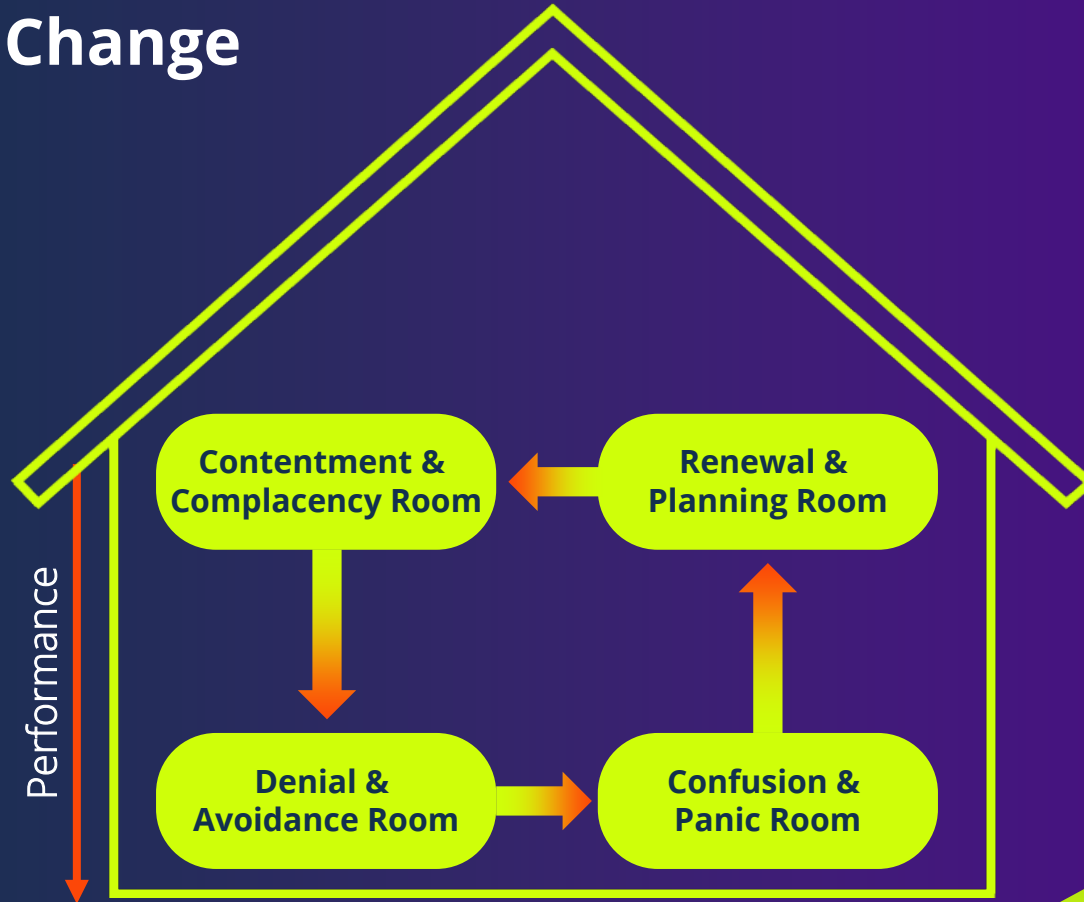 Change
Contentment &
Complacency Room
Renewal &
Planning Room
Performance
Denial &
Avoidance Room
Confusion &
Panic Room